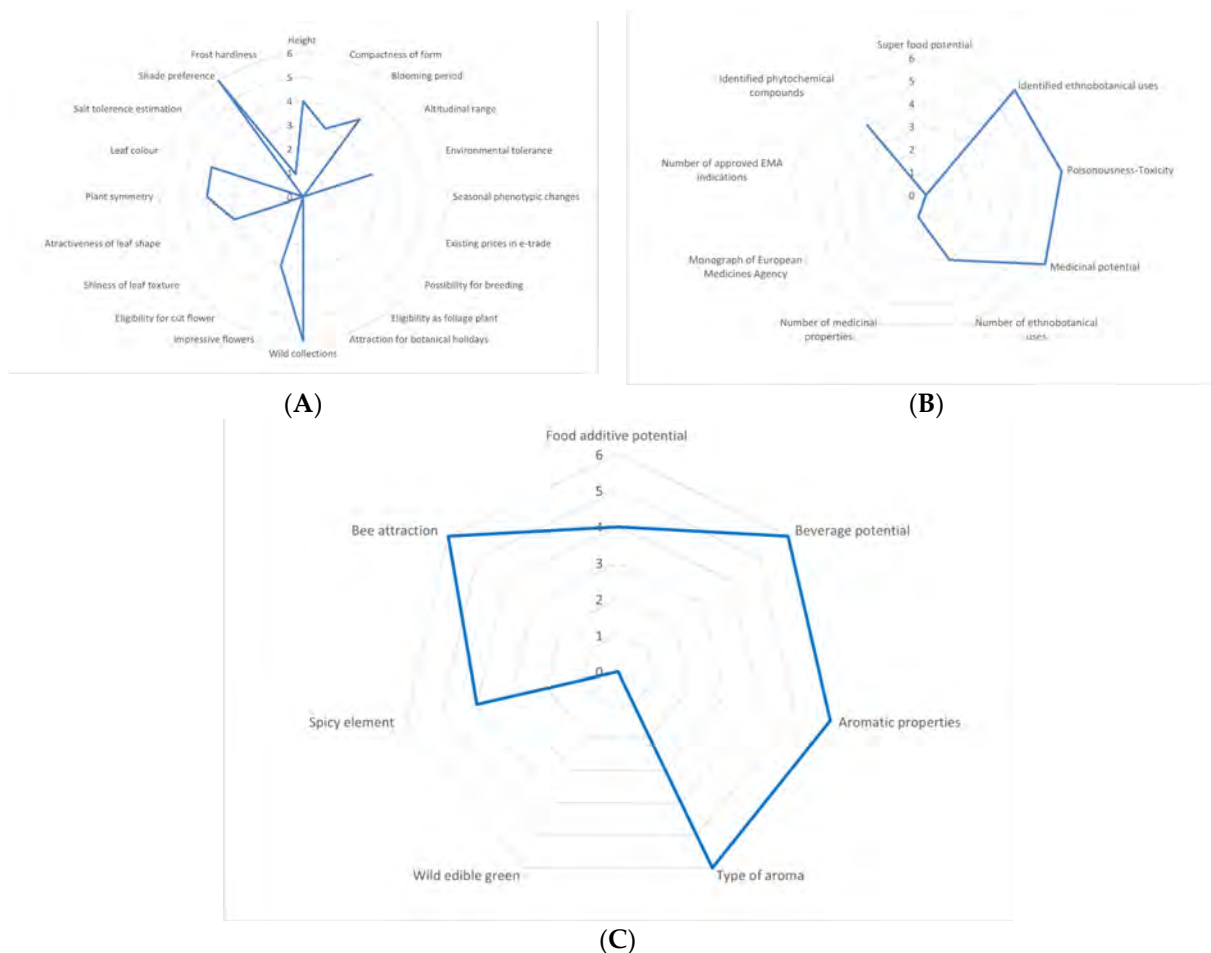 Height
6
5
4
3
2
1
0
Compactness of form
Blooming period
Altitudinal range
Environmental tolerance
Seasonal phenotypic changes
Existing prices in e-trade
Possibility for breeding
Eligibility as foliage plant
Attraction for botanical holidays
Wild collections
Impressive flowers
Eligibility for cut flower
Shiness of leaf texture
Atractiveness of leaf shape
Plant symmetry
Leaf colour
Salt tolerence estimation
Shade preference
Frost hardiness
(A)
Super food potential
6
5
4
3
2
1
0
Identified ethnobotanical uses
Poisonousness-Toxicity
Medicinal potential
Number of ethnobotanical
uses
Number of medicinal
properties
Monograph of European
Medicines Agency
Number of approved EMA
indications
Identified phytochemical
compounds
(B)
Food additive potential
6
5
4
3
2
1
0
Beverage potential
Aromatic properties
Type of aroma
Wild edible green
Spicy element
Bee attraction
(C)